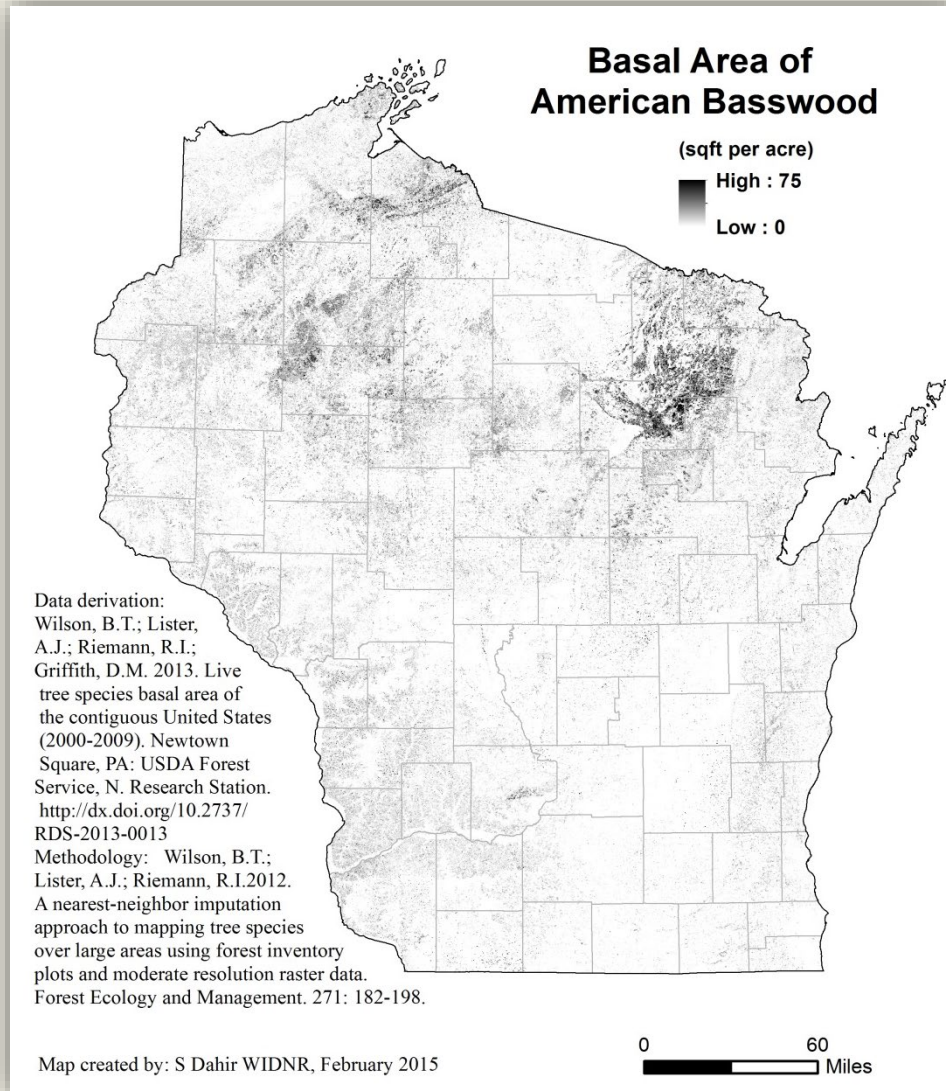 Basal Area of
American Basswood
(sqft per acre)
High : 75
Low : 0
Data derivation:
Wilson, B.T.; Lister,
A.J.; Riemann, R.I.;
Griffith, D.M. 2013. Live
tree species basal area of
the contiguous United States
(2000-2009). Newtown
Square, PA: USDA Forest
Service, N. Research Station.
http://dx.doi.org/10.2737/
RDS-2013-0013
Methodology: Wilson, B.T.;
Lister, A.J.; Riemann, R.I.2012.
A nearest-neighbor imputation
approach to mapping tree species
over large areas using forest inventory
plots and moderate resolution raster data.
Forest Ecology and Management. 271: 182-198.
Map created by: S Dahir WIDNR, February 2015
0 60
Miles